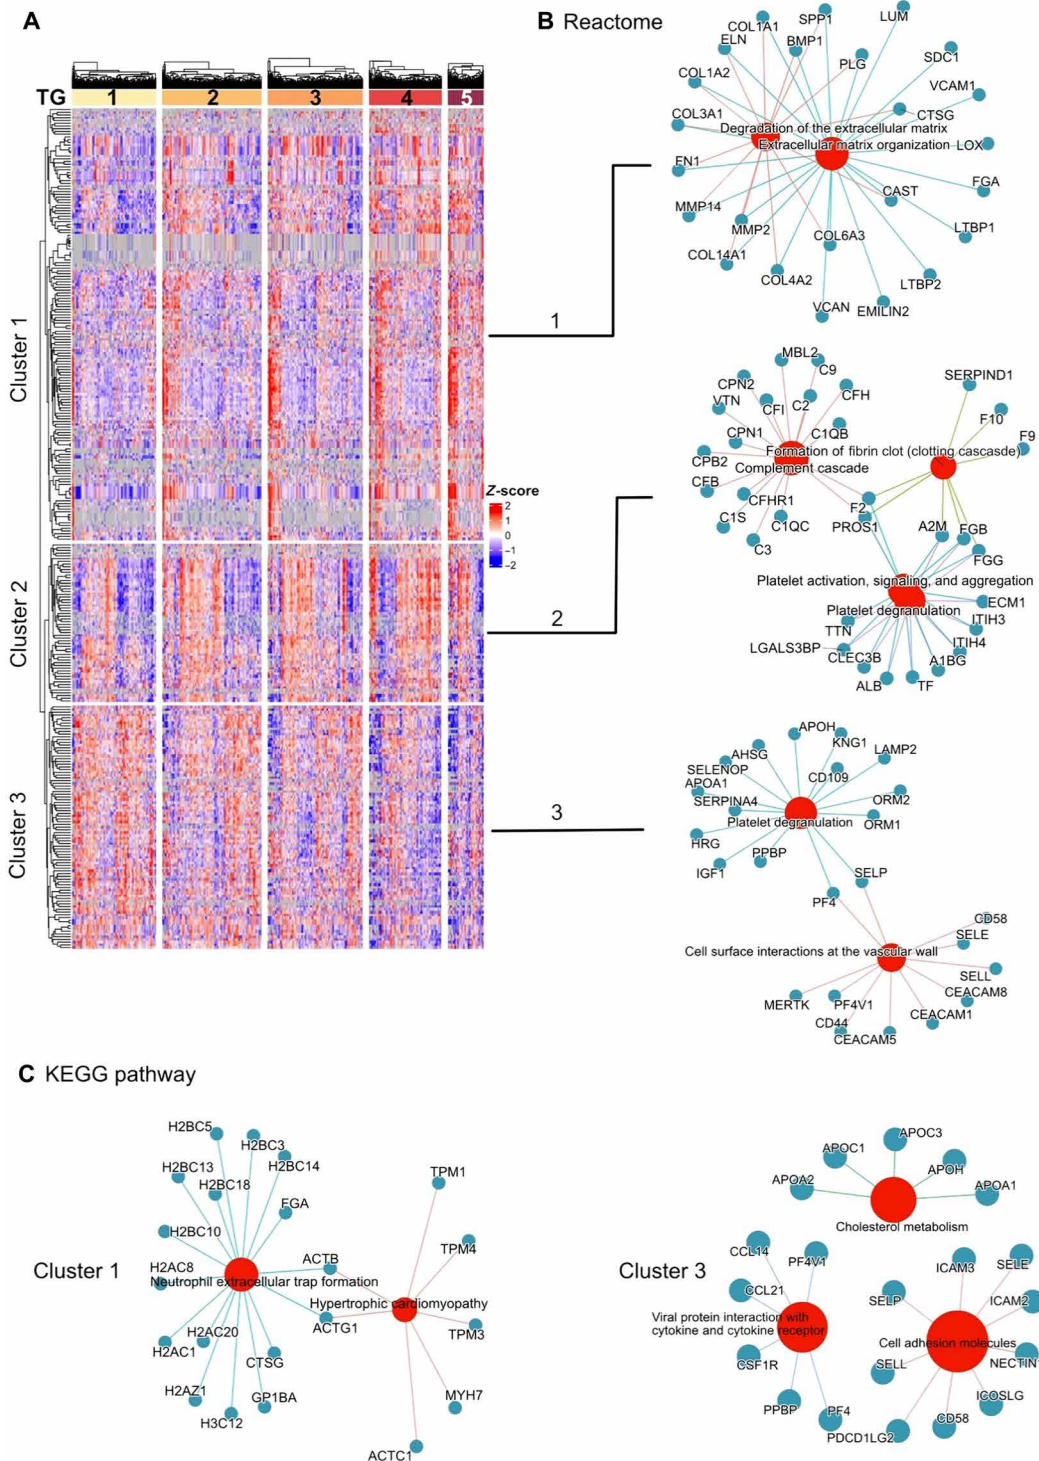 A
B Reactome
TG 1 2 3 4 5
Cluster 1
Cluster 2
Cluster 3
Z-score
2
1
0
−1
−2
1
2
3
COL1A1
SPP1
LUM
ELN
BMP1
PLG
SDC1
COL1A2
VCAM1
COL3A1
CTSG
Degradation of the extracellular matrix
Extracellular matrix organization
LOX
FN1
FGA
CAST
MMP14
MMP2
LTBP1
COL6A3
COL14A1
COL4A2
LTBP2
VCAN
EMILIN2
MBL2
C9
SERPIND1
CPN2
CFH
VTN
CFI
C2
F10
CPN1
C1QB
F9
Formation of fibrin clot (clotting cascasde)
CPB2
Complement cascade
CFB
CFHR1
F2
C1S
C1QC
PROS1
A2M
FGB
C3
FGG
Platelet activation, signaling, and aggregation
ECM1
Platelet degranulation
ITIH3
TTN
ITIH4
LGALS3BP
CLEC3B
A1BG
ALB
TF
APOH
KNG1
AHSG
LAMP2
SELENOP
CD109
APOA1
ORM2
SERPINA4
Platelet degranulation
ORM1
HRG
PPBP
IGF1
SELP
PF4
CD58
SELE
Cell surface interactions at the vascular wall
SELL
CEACAM8
MERTK
PF4V1
CEACAM1
CD44
CEACAM5
C KEGG pathway
H2BC5
H2BC3
H2BC13
H2BC14
H2BC18
TPM1
FGA
H2BC10
ACTB
TPM4
H2AC8
Cluster 1
Neutrophil extracellular trap formation
Hypertrophic cardiomyopathy
ACTG1
TPM3
H2AC20
H2AC1
CTSG
H2AZ1
GP1BA
MYH7
H3C12
ACTC1
APOC3
APOC1
APOH
APOA2
APOA1
Cholesterol metabolism
CCL14
PF4V1
ICAM3
SELE
Cluster 3
CCL21
SELP
ICAM2
Viral protein interaction with
cytokine and cytokine receptor
Cell adhesion molecules
CSF1R
SELL
NECTIN
ICOSLG
PPBP
PF4
CD58
PDCD1LG2